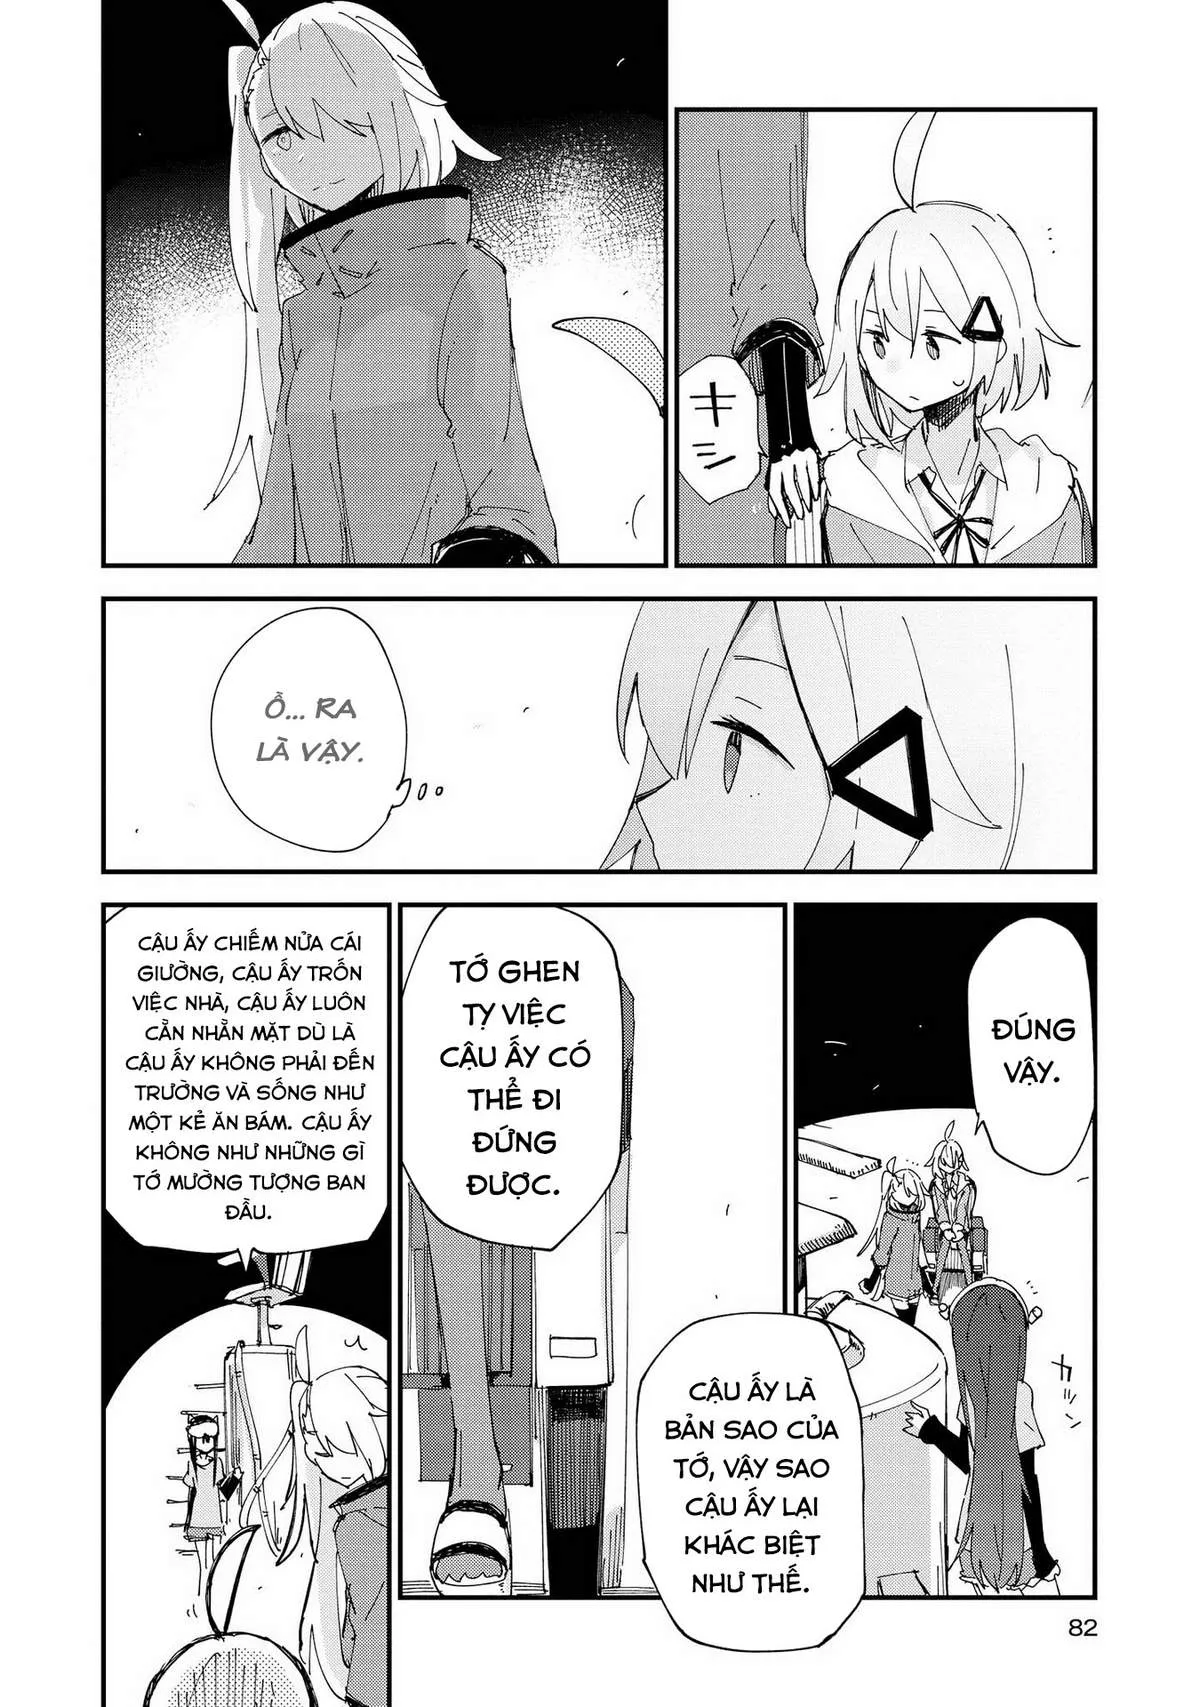 キシ
Ồ... RA
LÀ VẬY.
ĐÚNG
VẬY.
カッ
CẬU ẤY LÀ
BẢN SAO CỦA
TỚ, VẬY SAO
CẬU ẤY LẠI
KHÁC BIỆT
NHƯ THẾ.
TỚ GHEN
TỴ VIỆC
CẬU ẤY CÓ
THỂ ĐI
ĐỨNG
ĐƯỢC.
CẬU ẤY CHIẾM NỬA CÁI
GIƯỜNG, CẬU ẤY TRỐN
VIỆC NHÀ, CẬU ẤY LUÔN
CẰN NHẰN MẶT DÙ LÀ
CẬU ẤY KHÔNG PHẢI ĐẾN
TRƯỜNG VÀ SỐNG NHƯ
MỘT KẺ ĂN BÁM. CẬU ẤY
KHÔNG NHƯ NHỮNG GÌ
TỚ MƯỜNG TƯỢNG BAN
ĐẦU.
82